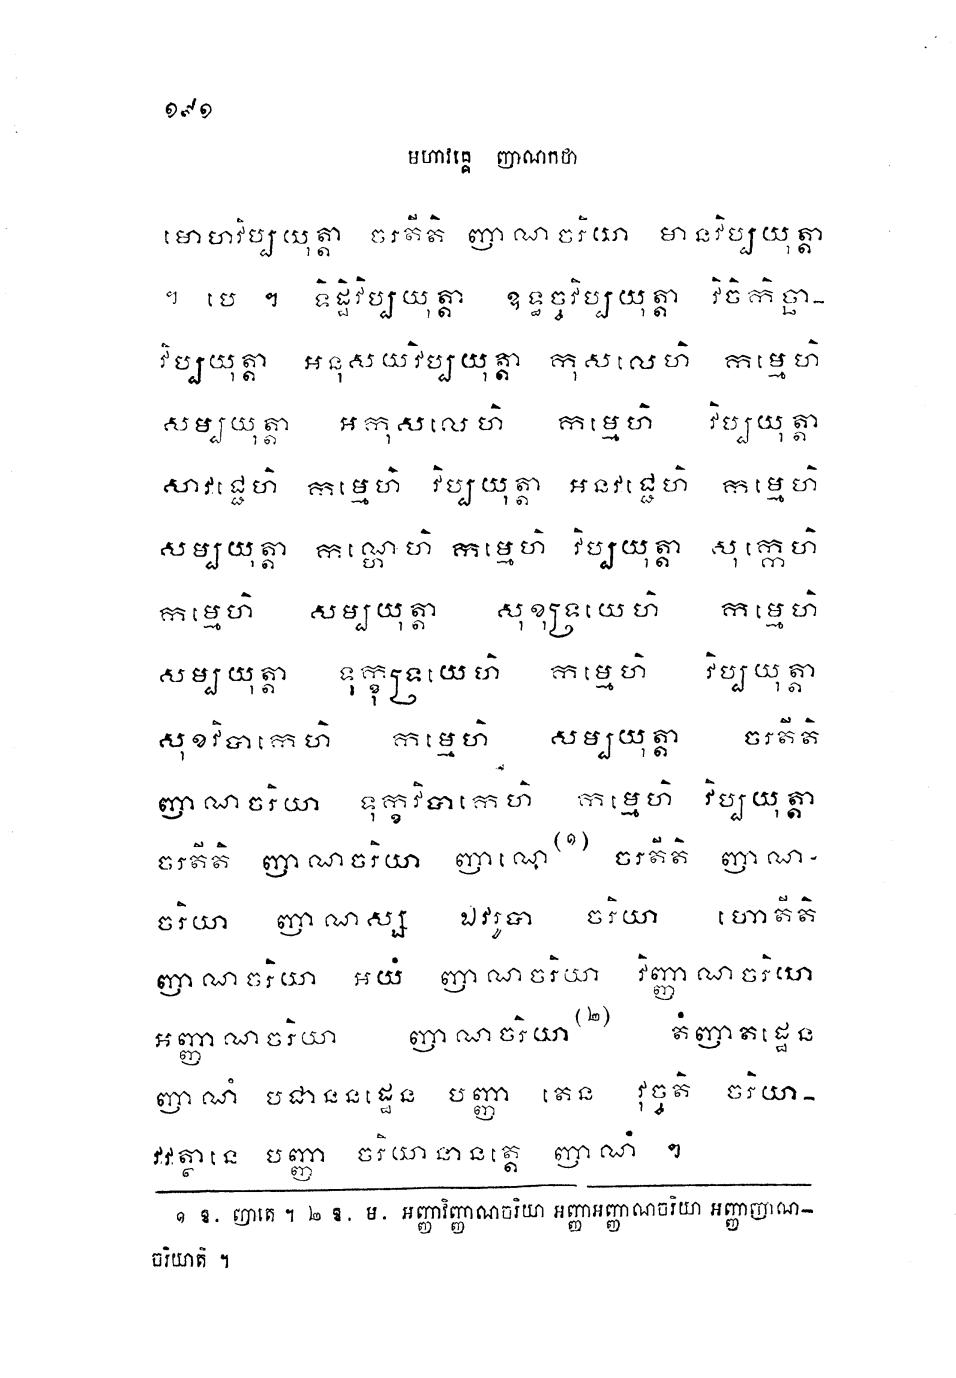 ១៩១
មហាវគ្គេ ញាណកថា
មោហវិប្បយុត្តា ចរតីតិ ញាណចរិយា មានវិប្បយុត្តា
។ បេ ។ ទិដ្ឋិវិប្បយុត្តា ឧទ្ធច្ចវិប្បយុត្តា វិចិកិច្ឆា-
វិប្បយុត្តា អនុសយវិប្បយុត្តា កុសលេហិ កម្មេហិ
សម្បយុត្តា អកុសលេហិ កម្មេហិ វិប្បយុត្តា
សាវជ្ជេហិ កម្មេហិ វិប្បយុត្តា អនវជ្ជេហិ កម្មេហិ
សម្បយុត្តា កណ្ហេហិ កម្មេហិ វិប្បយុត្តា សុក្កេហិ
កម្មេហិ សម្បយុត្តា សុខុទ្រយេហិ កម្មេហិ
សម្បយុត្តា ទុក្ខុទ្រយេហិ កម្មេហិ វិប្បយុត្តា
សុខវិបាកេហិ កម្មេហិ សម្បយុត្តា ចរតីតិ
ញាណចរិយា ទុក្ខវិបាកេហិ កម្មេហិ វិប្បយុត្តា
ចរតីតិ ញាណចរិយា ញាណេ(១) ចរតីតិ ញាណ-
ចរិយា ញាណស្ស ឯវរូបា ចរិយា ហោតីតិ
ញាណចរិយា អយំ ញាណចរិយា វិញ្ញាណចរិយា
អញ្ញាណចរិយា ញាណចរិយា(២) តំញាតដ្ឋេន
ញាណំ បជាននដ្ឋេន បញ្ញា តេន វុច្ចតិ ចរិយា-
វវត្ថានេ បញ្ញា ចរិយានានត្តេ ញាណំ ។
១ ឱ. ញាតេ ។ ២ ឱ. ម. អញ្ញាវិញ្ញាណចរិយា អញ្ញាអញ្ញាណចរិយា អញ្ញាញាណ-
ចរិយាតិ ។